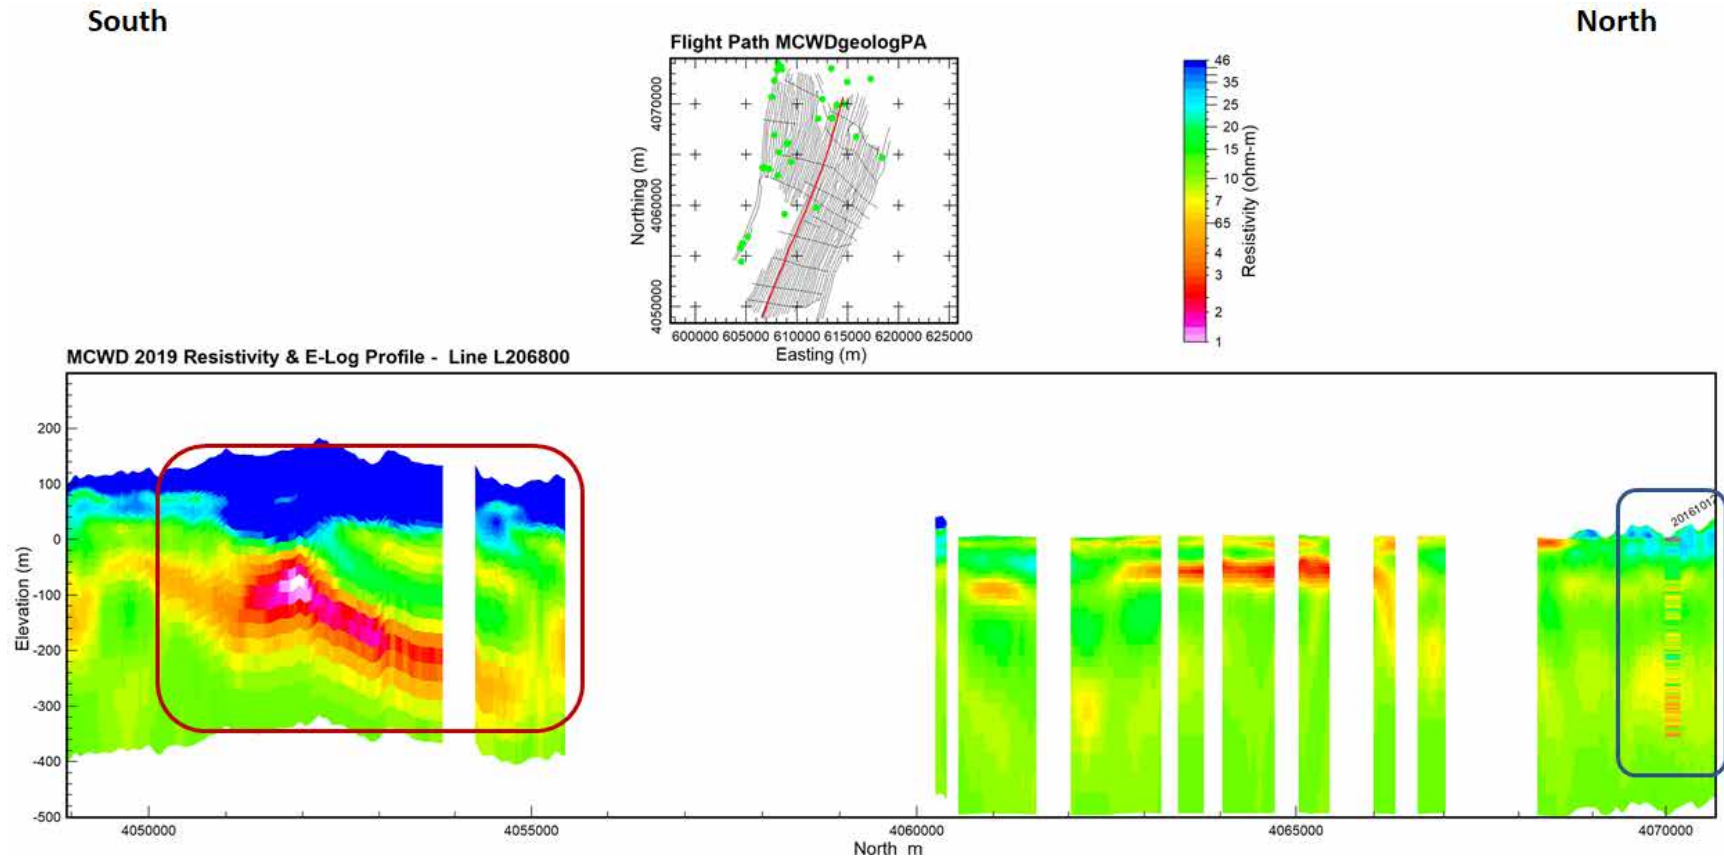 South
North
Flight Path MCWDgeologPA
Northing (m)
4070000
4060000
4050000
600000 605000 610000 615000 620000 625000
Easting (m)
46
35
25
20
15
10
7
65
4
3
2
1
Resistivity (ohm-m)
MCWD 2019 Resistivity & E-Log Profile - Line L206800
Elevation (m)
200
100
0
-100
-200
-300
-400
-500
4050000
4055000
4060000
4065000
4070000
North m